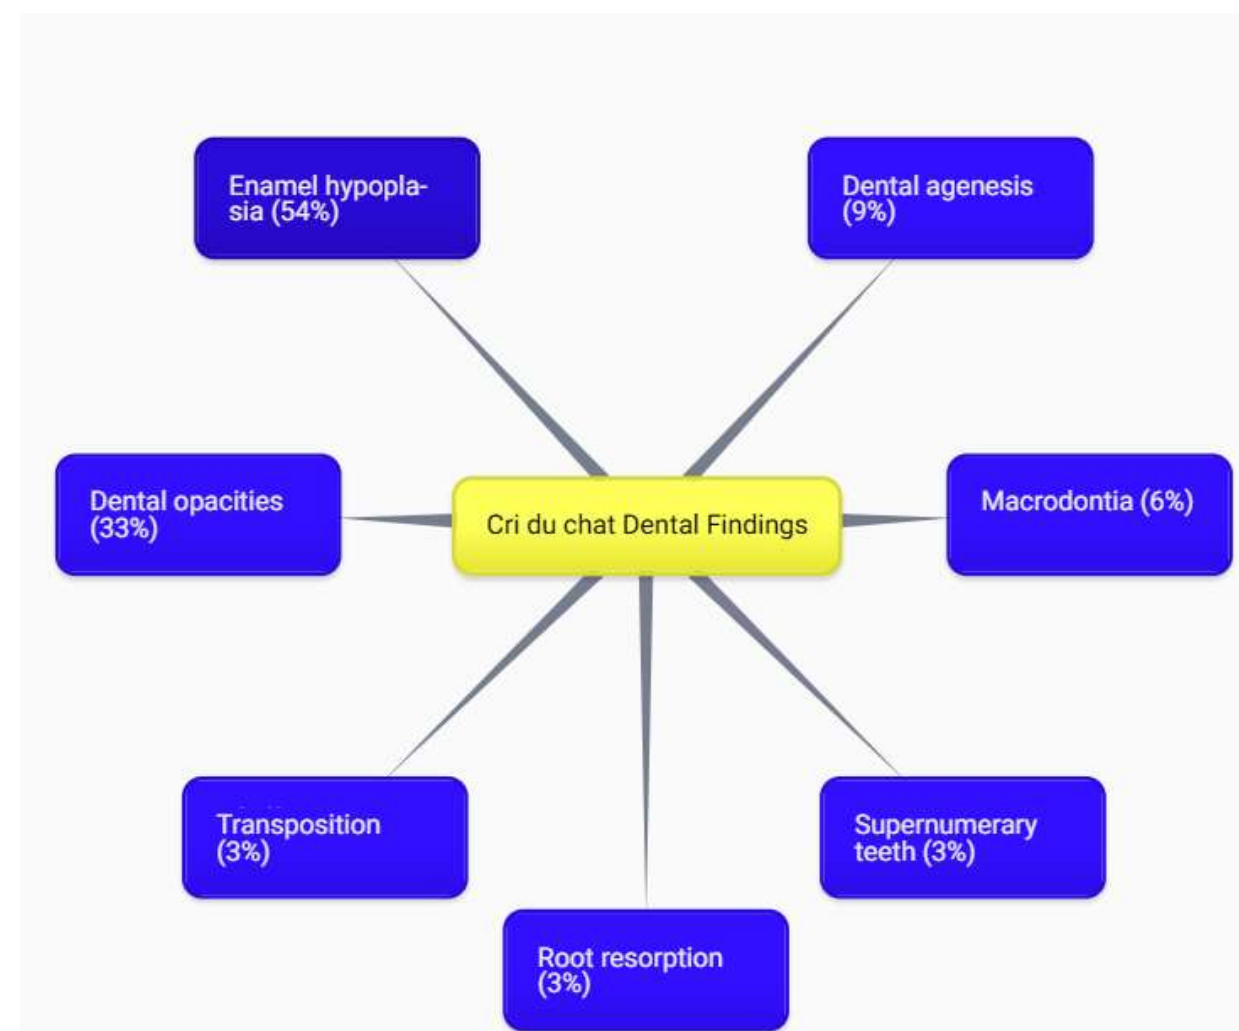 Enamel hypopla-
sia (54%)
Dental agenesis
(9%)
Dental opacities
(33%)
Cri du chat Dental Findings
Macrodontia (6%)
Transposition
(3%)
Supernumerary
teeth (3%)
Root resorption
(3%)